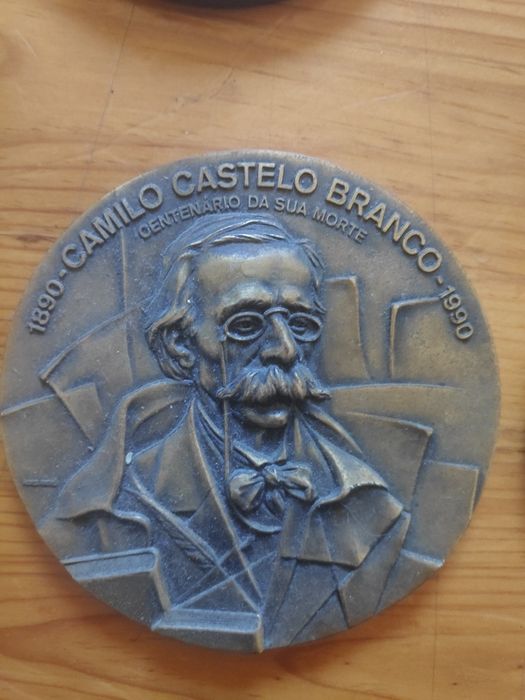 1890-CAMILO CASTELO BRANCO-1990
CENTENÁRIO DA SUA MORTE